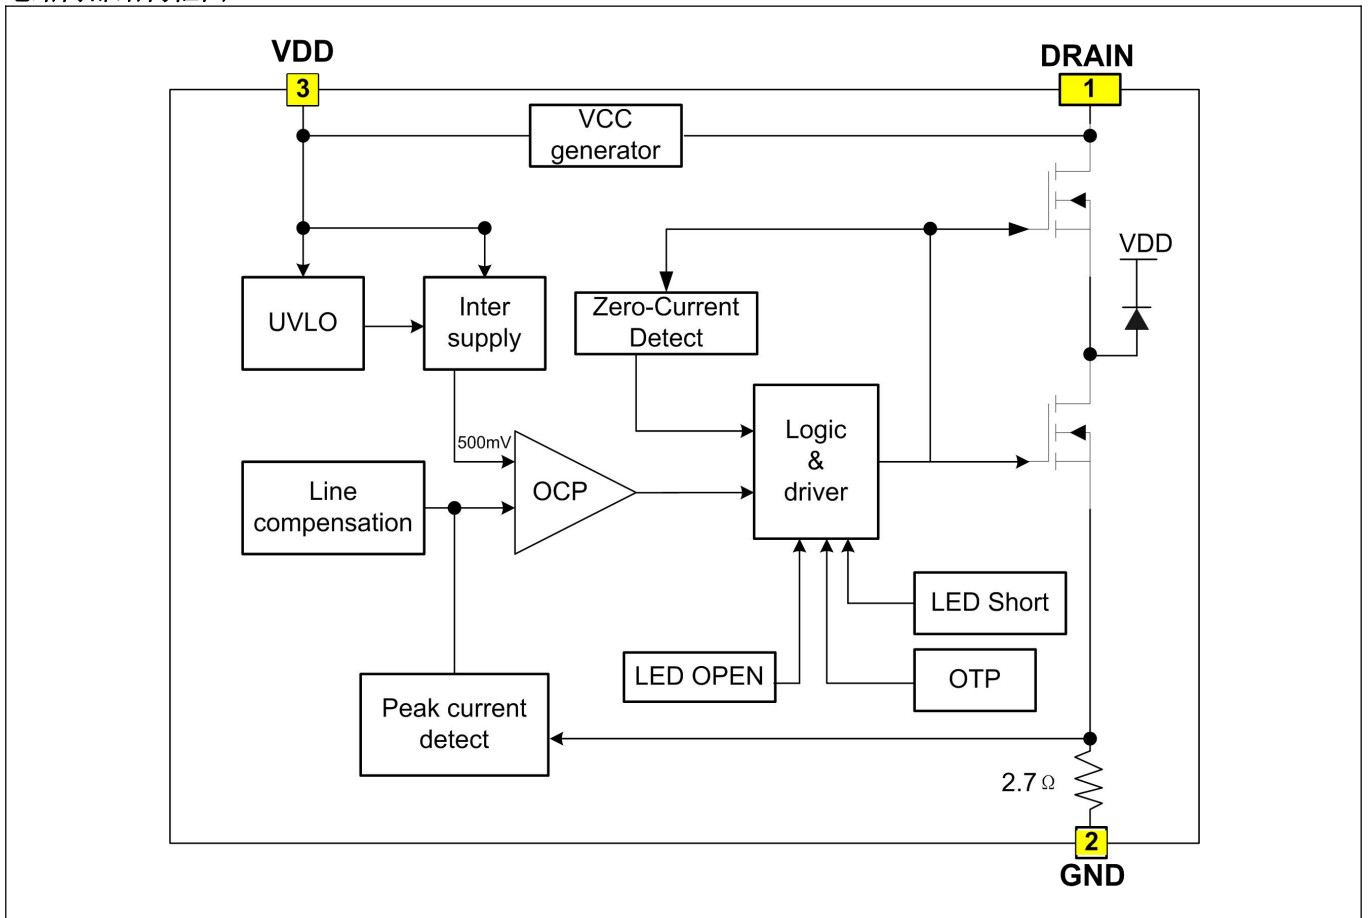 VDD
DRAIN
3
1
VCC
generator
VDD
UVLO
Inter
supply
Zero-Current
Detect
Logic
&
driver
500mV
OCP
Line
compensation
LED Short
LED OPEN
OTP
Peak current
detect
2.7 Ω
2
GND